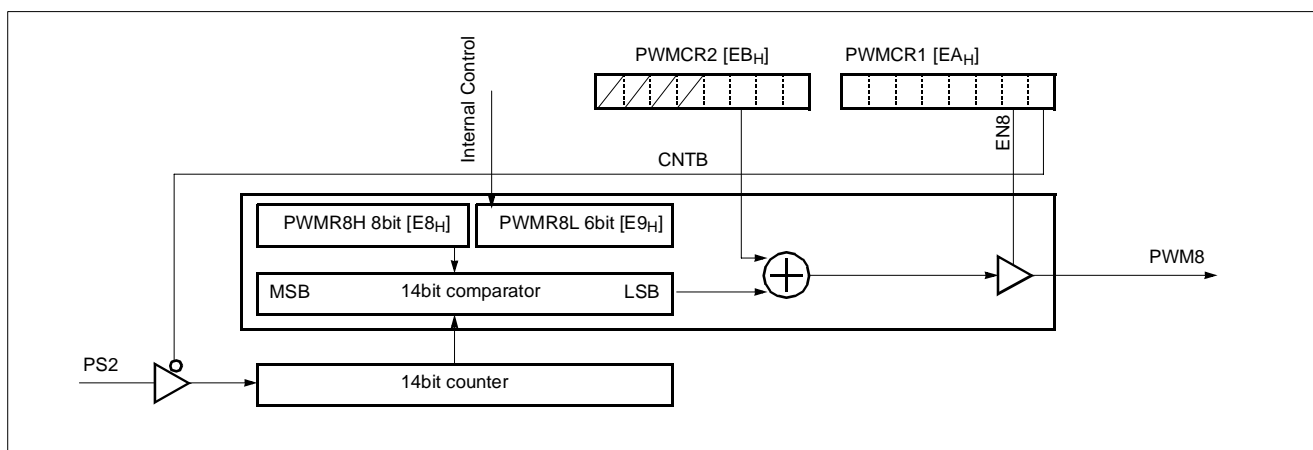 PWMCR2 [EBH]
PWMCR1 [EAH]
Internal Control
EN8
CNTB
PWMR8H 8bit [E8H]
PWMR8L 6bit [E9H]
MSB 14bit comparator LSB
PWM8
PS2
14bit counter